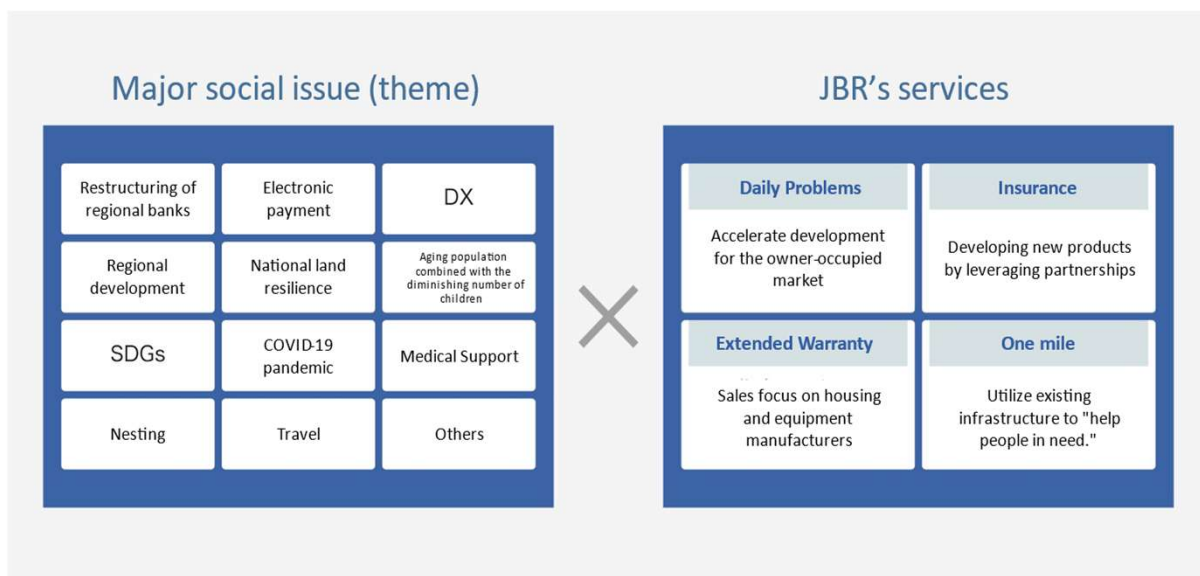 Major social issue (theme)
JBR's services
Restructuring of
regional banks
Electronic
payment
DX
Regional
development
National land
resilience
Aging population
combined with the
diminishing number of
children
SDGs
COVID-19
pandemic
Medical Support
Nesting
Travel
Others
Daily Problems
Accelerate development
for the owner-occupied
market
Insurance
Developing new products
by leveraging partnerships
Extended Warranty
Sales focus on housing
and equipment
manufacturers
One mile
Utilize existing
infrastructure to "help
people in need."